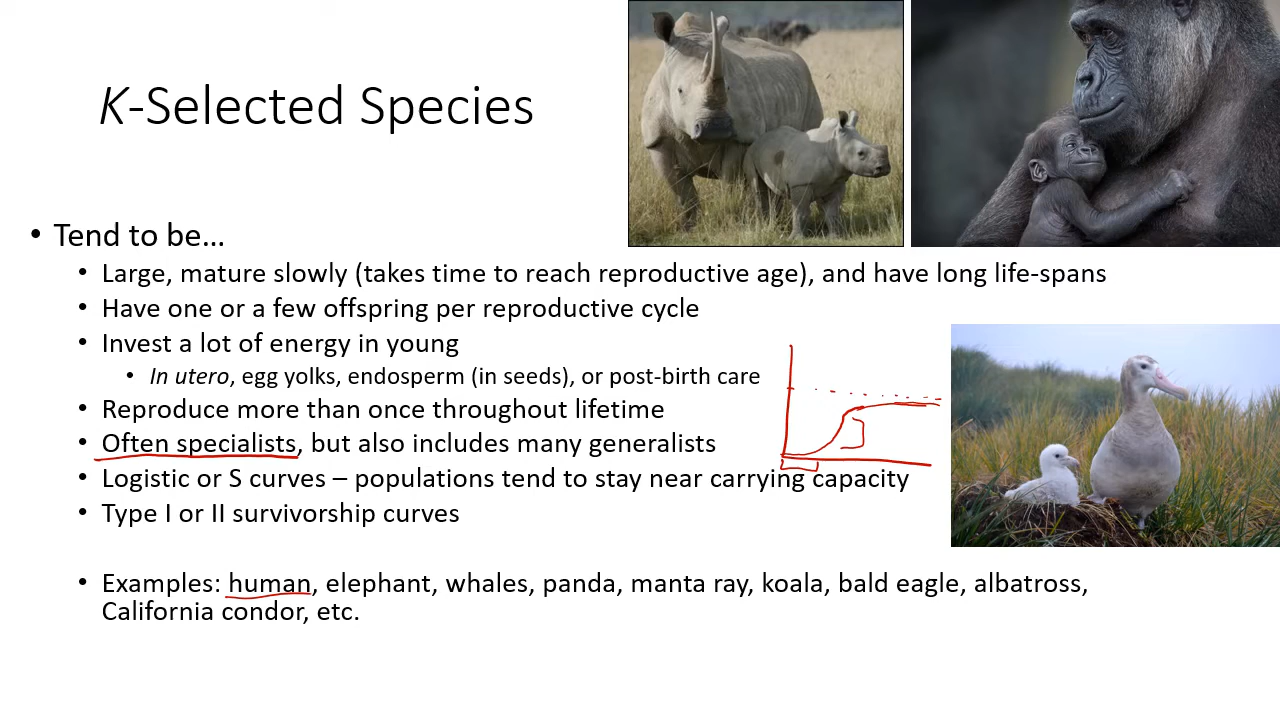 K-Selected Species
• Tend to be…
• Large, mature slowly (takes time to reach reproductive age), and have long life-spans
• Have one or a few offspring per reproductive cycle
• Invest a lot of energy in young
• In utero, egg yolks, endosperm (in seeds), or post-birth care
• Reproduce more than once throughout lifetime
• Often specialists, but also includes many generalists
• Logistic or S curves – populations tend to stay near carrying capacity
• Type I or II survivorship curves
• Examples: human, elephant, whales, panda, manta ray, koala, bald eagle, albatross,
California condor, etc.